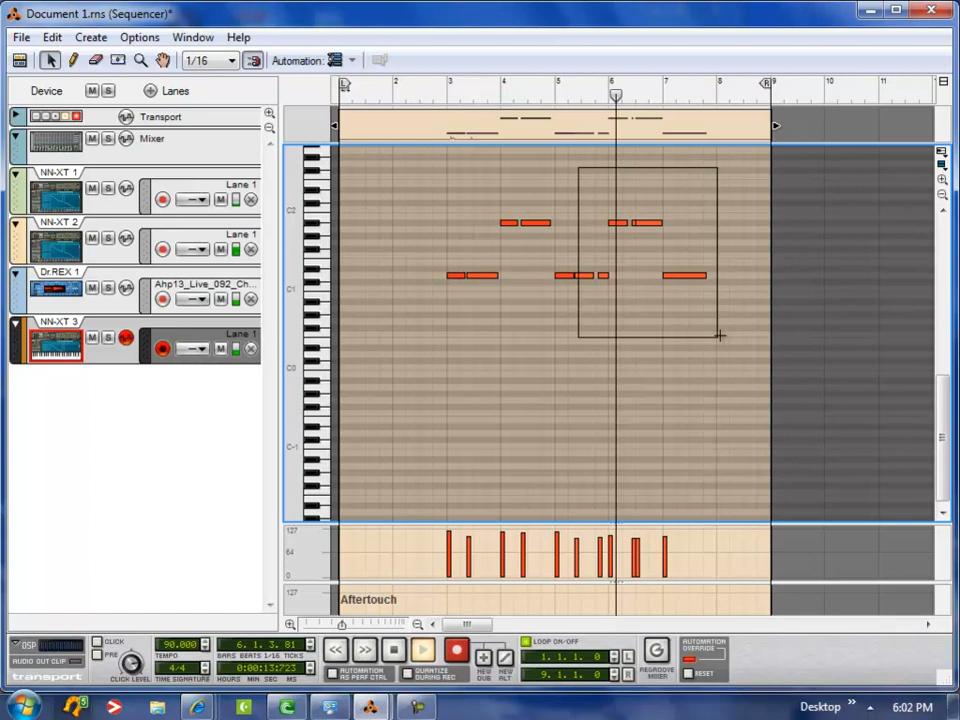 Document 1.rns (Sequencer)*
File Edit Create Options Window Help
1/16 Automation:
Device M S Lanes
2 3 4 5 6 7 8 9 10 11
L R
Transport
Mixer
NN-XT 1
M S Lane 1
M
NN-XT 2
M S Lane 1
M
Dr.REX 1
M S Ahp13_Live_092_Ch...
M
NN-XT 3
M S Lane 1
M
C2
C1
C0
C-1
127
64
0
127
Aftertouch
DSP
AUDIO OUT CLIP
transport
CLICK
PRE
CLICK LEVEL
90.000
TEMPO
4/4
TIME SIGNATURE
6. 1. 3. 81
BARS BEATS 1/16 TICKS
0:00:13:723
HOURS MIN SEC MS
AUTOMATION AS PERF CTRL
QUANTIZE DURING REC
NEW DUB
NEW ALT
LOOP ON/OFF
1. 1. 1. 0 L
9. 1. 1. 0 R
REGROOVE MIXER
AUTOMATION OVERRIDE
RESET
Desktop
6:02 PM